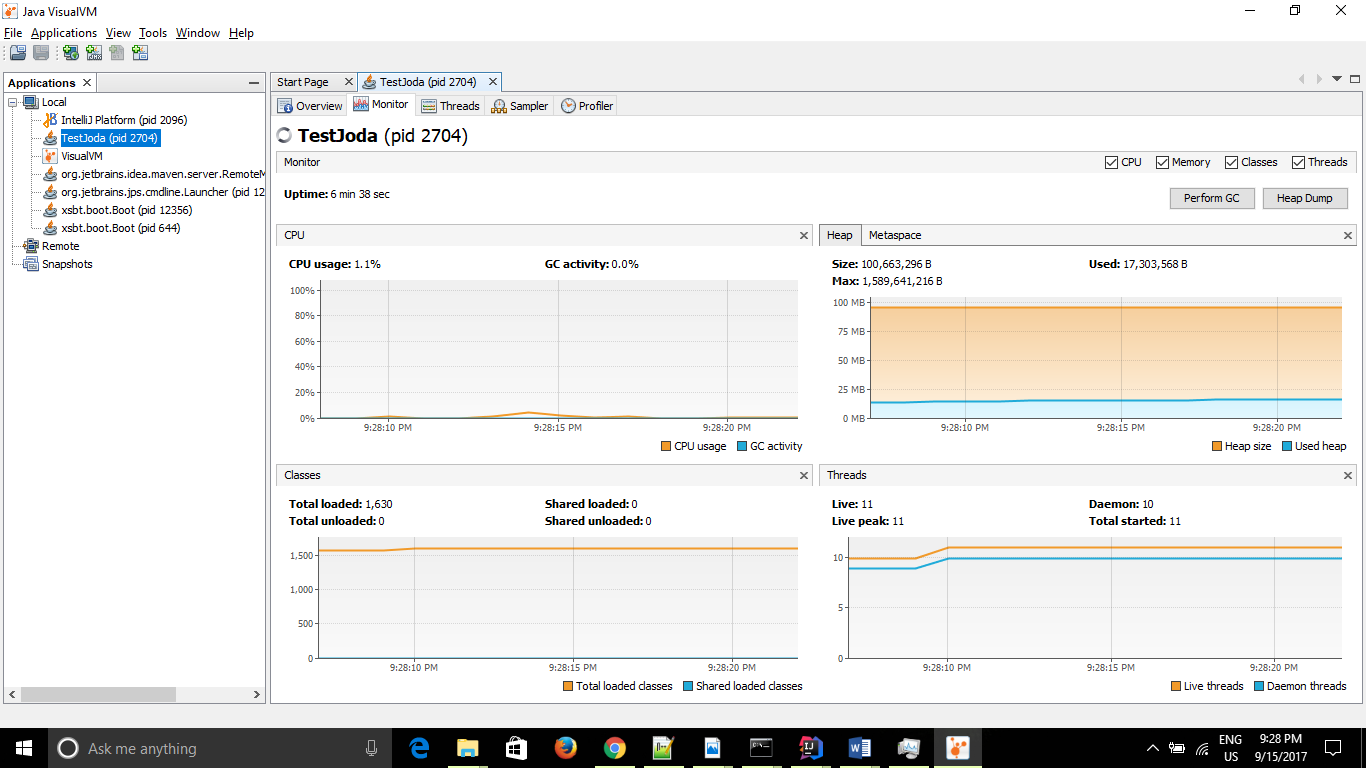 Java VisualVM
File Applications View Tools Window Help
Applications
Local
IntelliJ Platform (pid 2096)
TestJoda (pid 2704)
VisualVM
org.jetbrains.idea.maven.server.RemoteM
org.jetbrains.jps.cmdline.Launcher (pid 12
xsbt.boot.Boot (pid 12356)
xsbt.boot.Boot (pid 644)
Remote
Snapshots
Start Page TestJoda (pid 2704)
Overview Monitor Threads Sampler Profiler
TestJoda (pid 2704)
Monitor CPU Memory Classes Threads
Uptime: 6 min 38 sec
Perform GC Heap Dump
CPU
CPU usage: 1.1% GC activity: 0.0%
100%
80%
60%
40%
20%
0%
9:28:10 PM 9:28:15 PM 9:28:20 PM
CPU usage GC activity
Heap Metaspace
Size: 100,663,296 B Used: 17,303,568 B
Max: 1,589,641,216 B
100 MB
75 MB
50 MB
25 MB
0 MB
9:28:10 PM 9:28:15 PM 9:28:20 PM
Heap size Used heap
Classes
Total loaded: 1,630 Shared loaded: 0
Total unloaded: 0 Shared unloaded: 0
1,500
1,000
500
0
9:28:10 PM 9:28:15 PM 9:28:20 PM
Total loaded classes Shared loaded classes
Threads
Live: 11 Daemon: 10
Live peak: 11 Total started: 11
10
5
0
9:28:10 PM 9:28:15 PM 9:28:20 PM
Live threads Daemon threads
Ask me anything
ENG 9:28 PM
US 9/15/2017